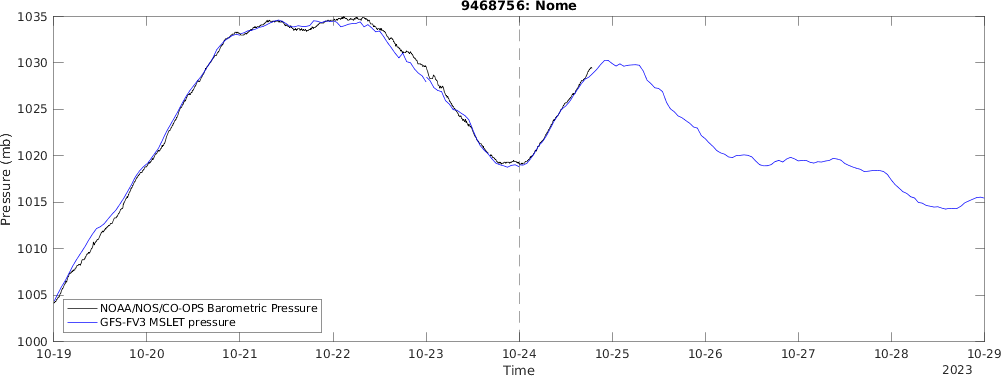 9468756: Nome
Pressure (mb)
1035
1030
1025
1020
1015
1010
1005
1000
NOAA/NOS/CO-OPS Barometric Pressure
GFS-FV3 MSLET pressure
10-19 10-20 10-21 10-22 10-23 10-24 10-25 10-26 10-27 10-28 10-29
Time
2023